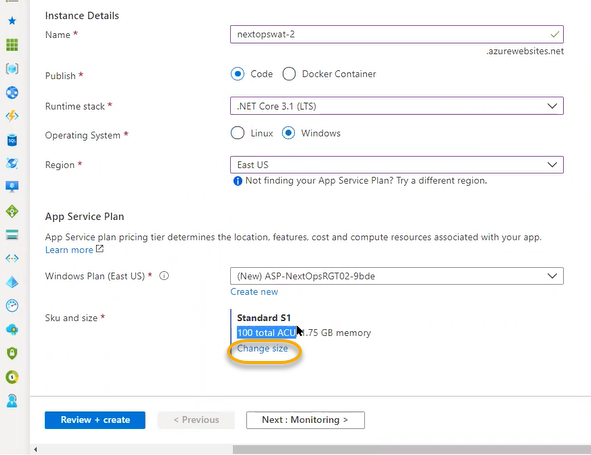 Instance Details
Name *
nextopswat-2
.azurewebsites.net
Publish *
Code
Docker Container
Runtime stack *
.NET Core 3.1 (LTS)
Operating System *
Linux
Windows
Region *
East US
Not finding your App Service Plan? Try a different region.
App Service Plan
App Service plan pricing tier determines the location, features, cost and compute resources associated with your app.
Learn more
Windows Plan (East US) *
(New) ASP-NextOpsRGT02-9bde
Create new
Sku and size *
Standard S1
100 total ACU, 1.75 GB memory
Change size
Review + create
< Previous
Next : Monitoring >